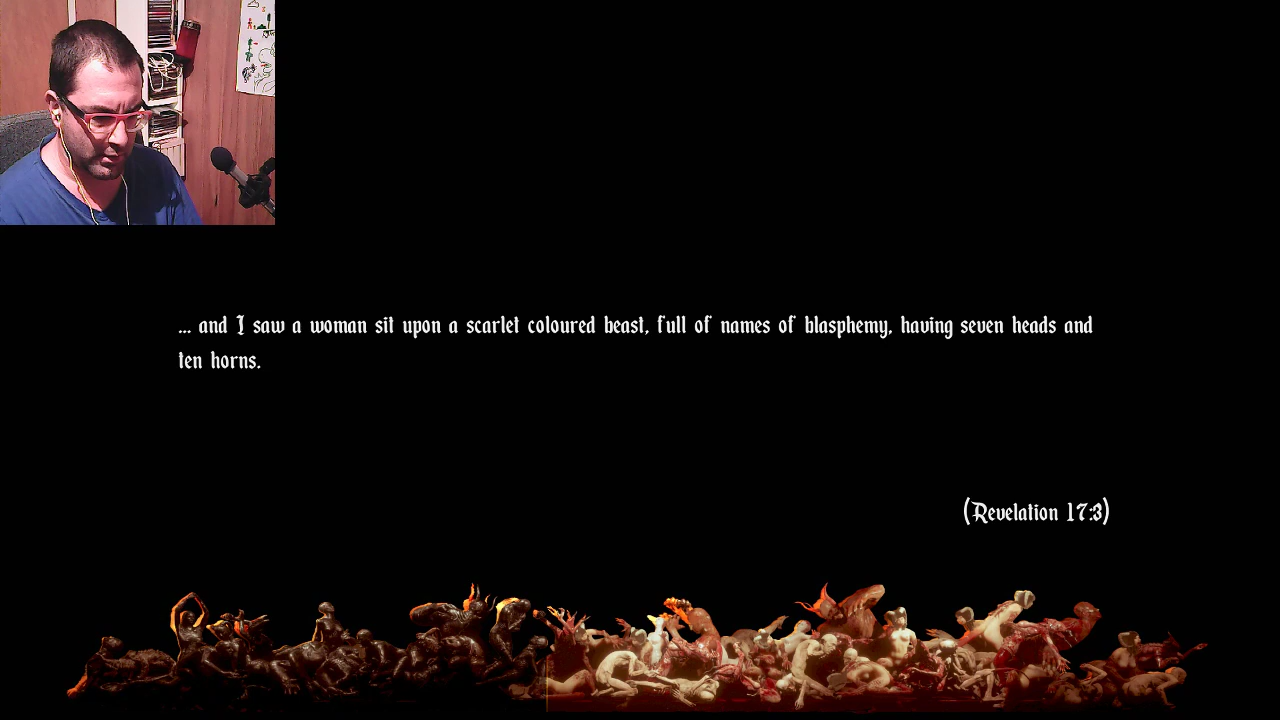 ... and I saw a woman sit upon a scarlet coloured beast, full of names of blasphemy, having seven heads and
ten horns.
(Revelation 17:3)